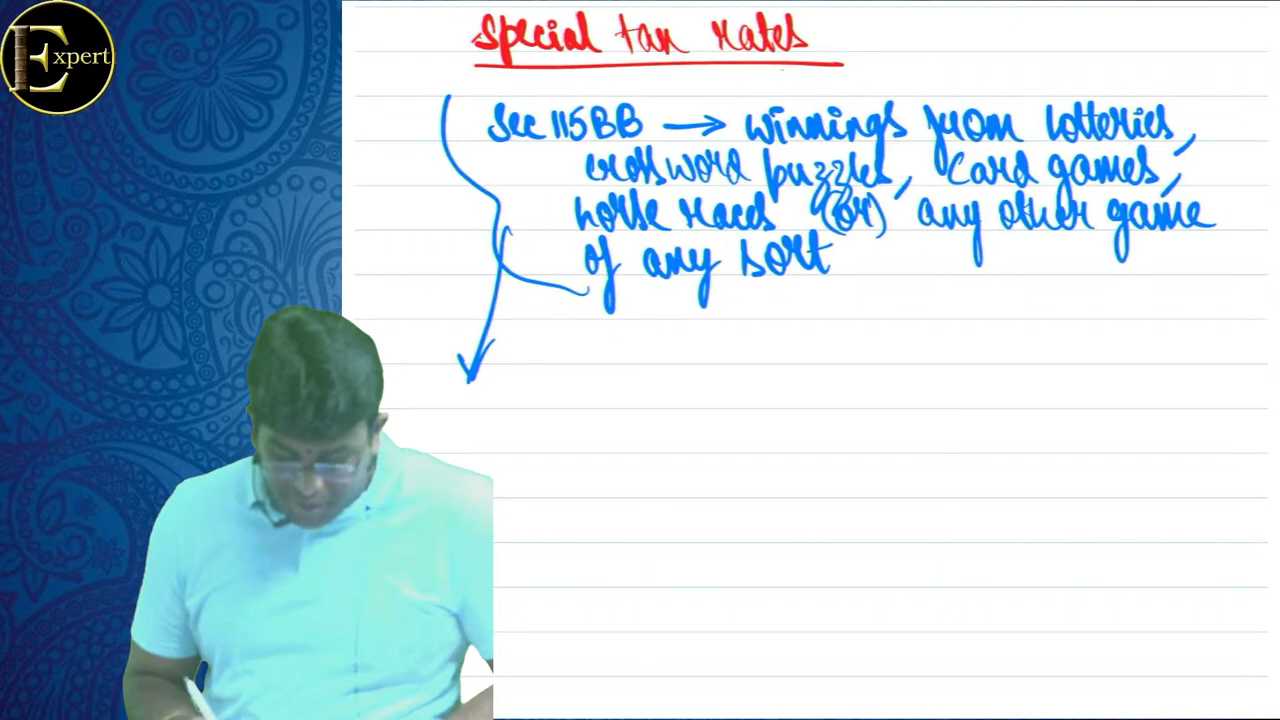 Expert
Special tax rates
Sec 115BB → winnings from lotteries,
crossword puzzles, card games,
horse races (or) any other game
of any sort